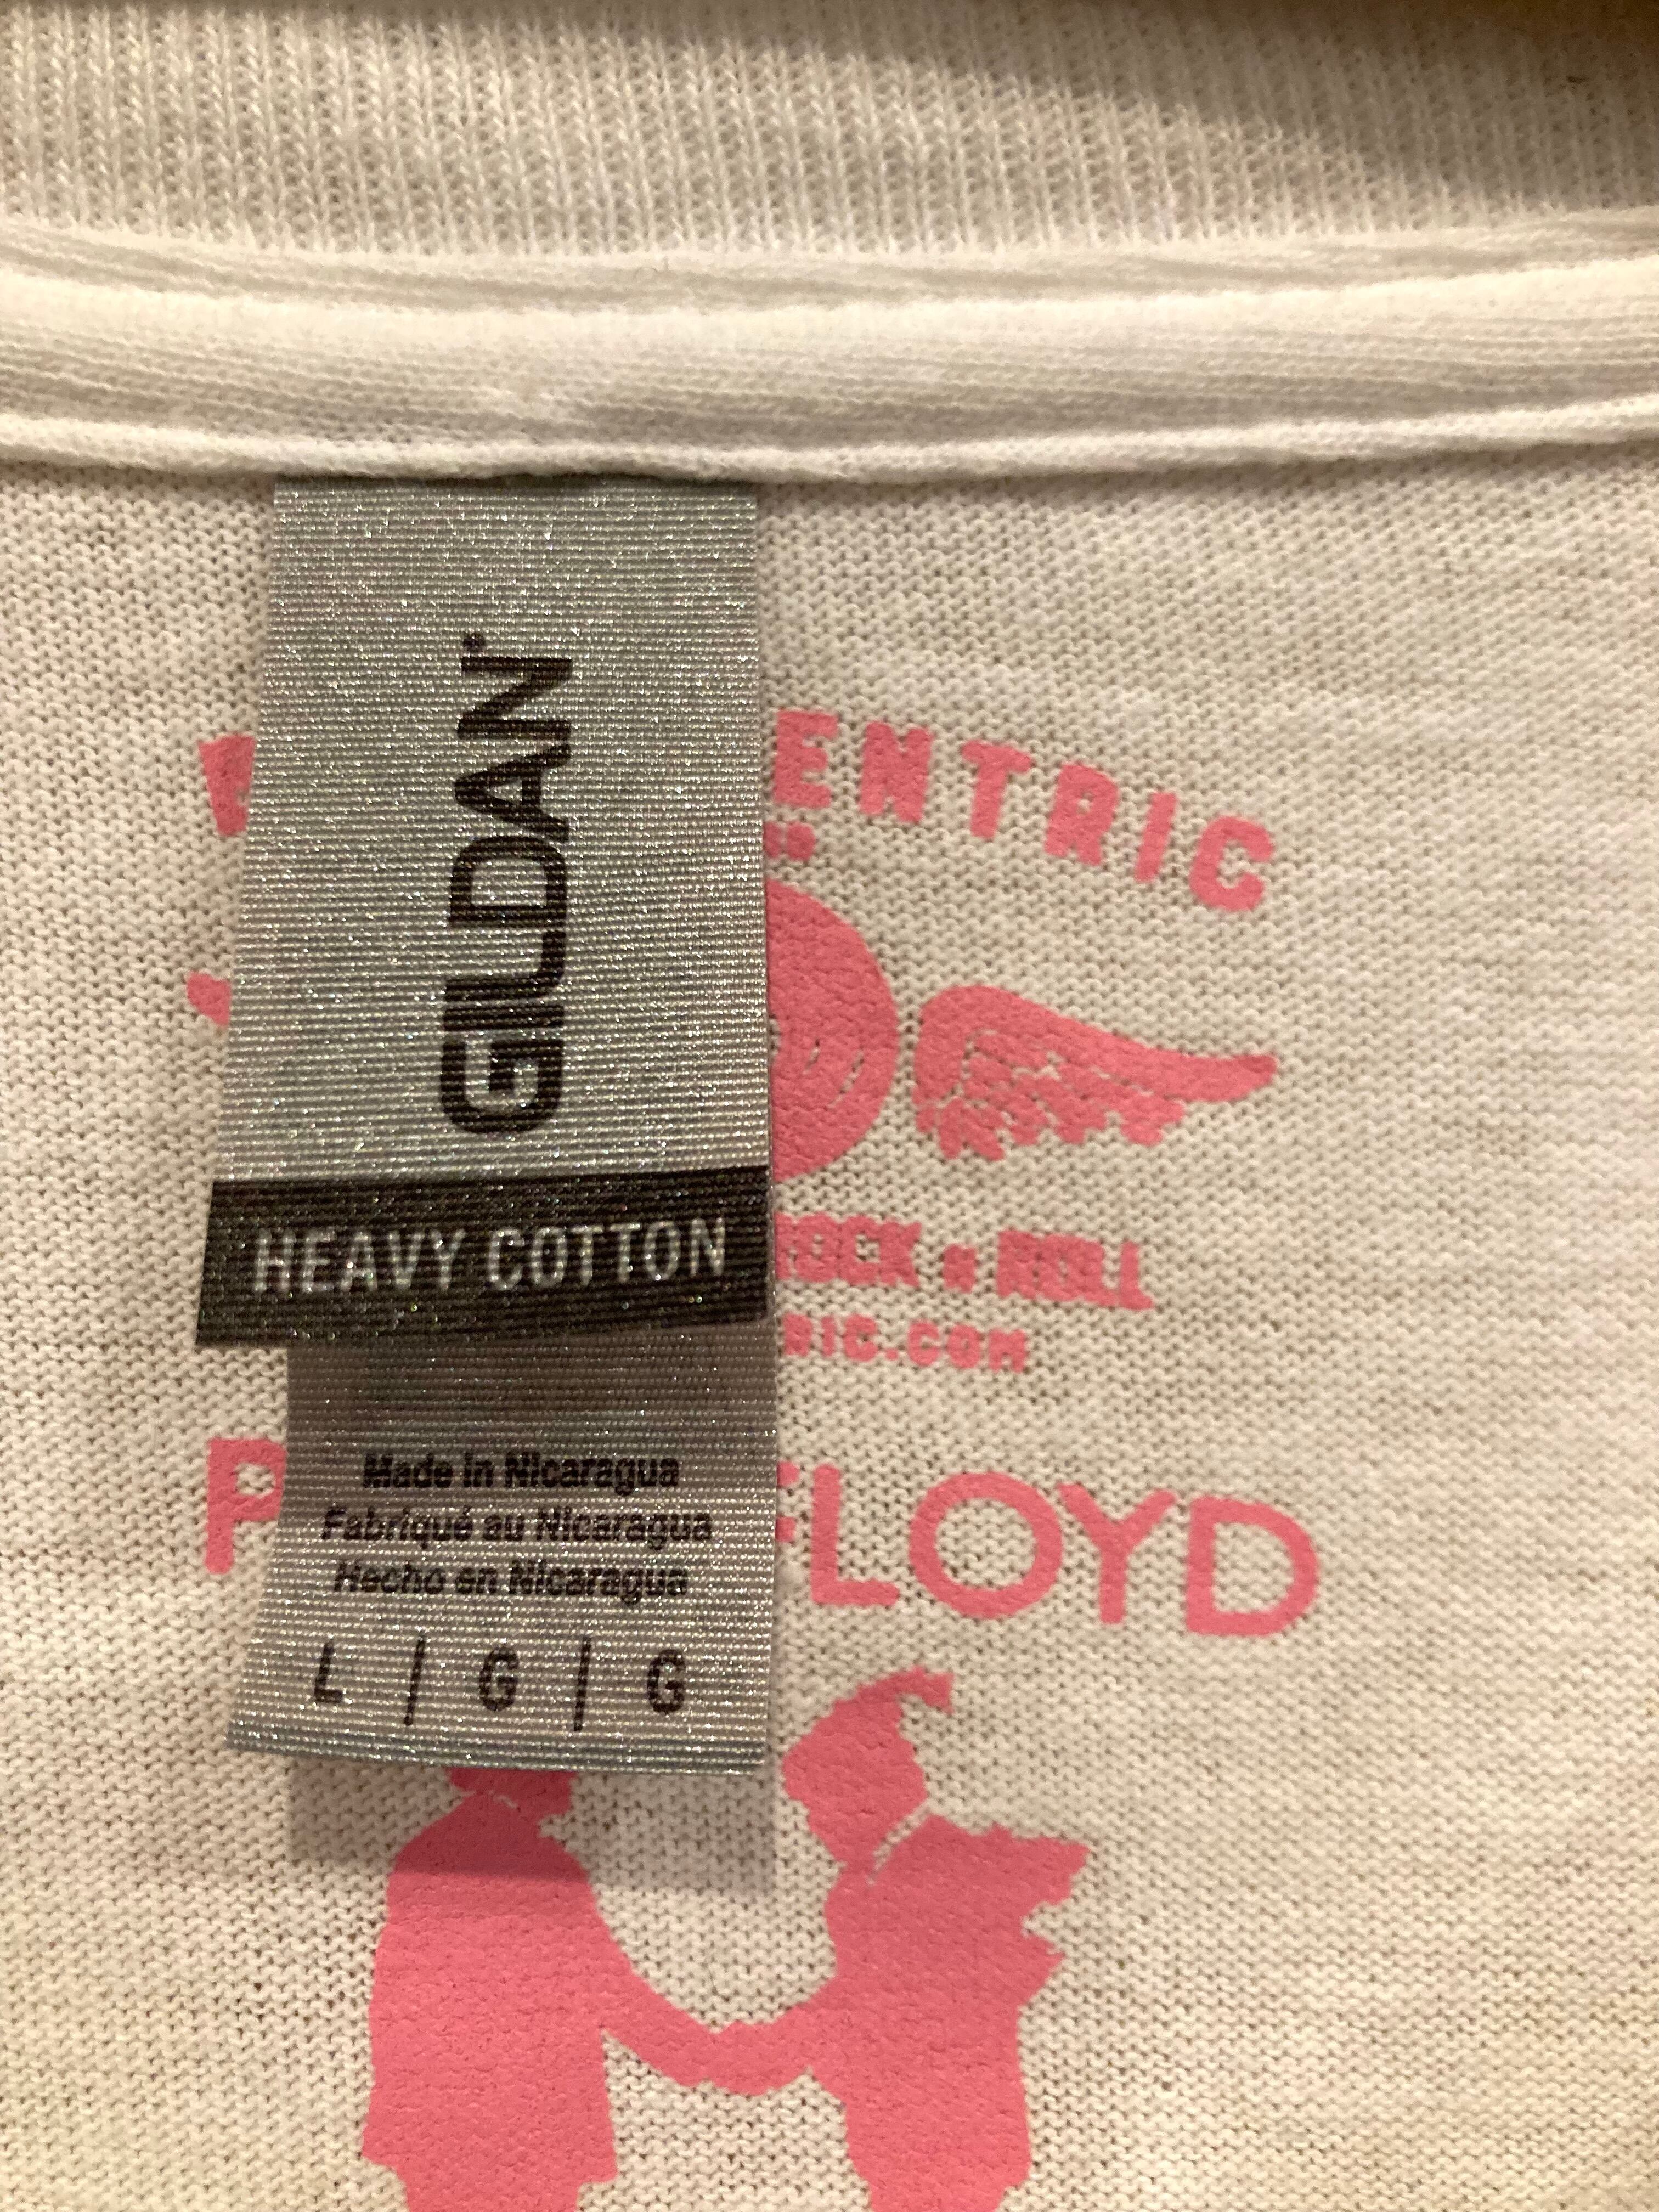 GILDAN
HEAVY COTTON
Made in Nicaragua
Fabriqué au Nicaragua
Hecho en Nicaragua
L | G | G
ENTRIC
ROCK n ROLL
RIC.COM
P FLOYD